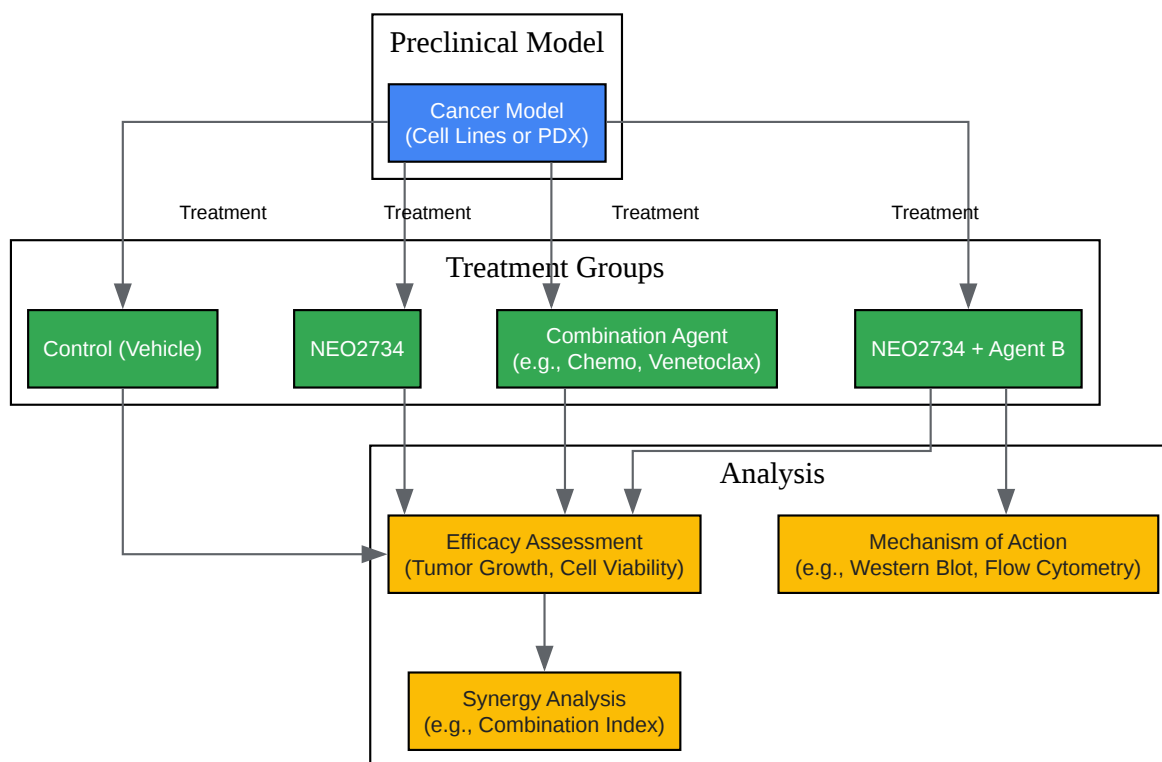 Preclinical Model
Cancer Model
(Cell Lines or PDX)
Treatment
Treatment
Treatment
Treatment
Treatment Groups
Control (Vehicle)
NEO2734
Combination Agent
(e.g., Chemo, Venetoclax)
NEO2734 + Agent B
Analysis
Efficacy Assessment
(Tumor Growth, Cell Viability)
Mechanism of Action
(e.g., Western Blot, Flow Cytometry)
Synergy Analysis
(e.g., Combination Index)